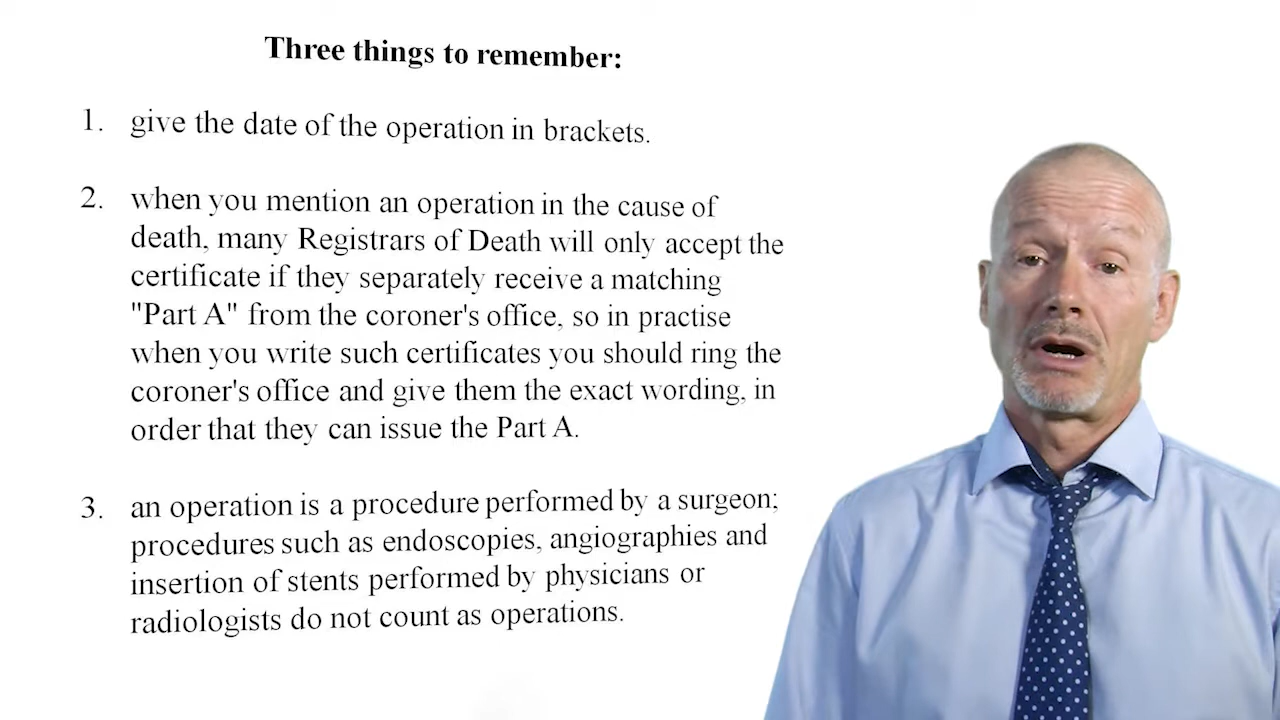 Three things to remember:
1. give the date of the operation in brackets.
2. when you mention an operation in the cause of
death, many Registrars of Death will only accept the
certificate if they separately receive a matching
"Part A" from the coroner's office, so in practise
when you write such certificates you should ring the
coroner's office and give them the exact wording, in
order that they can issue the Part A.
3. an operation is a procedure performed by a surgeon;
procedures such as endoscopies, angiographies and
insertion of stents performed by physicians or
radiologists do not count as operations.